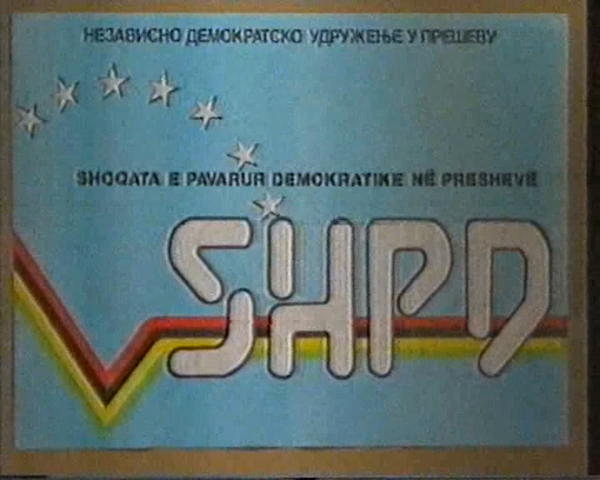 НЕЗАВИСНО ДЕМОКРАТСКО УДРУЖЕЊЕ У ПРЕШЕВУ
SHOQATA E PAVARUR DEMOKRATIKE NË PRESHEVË
SHPD